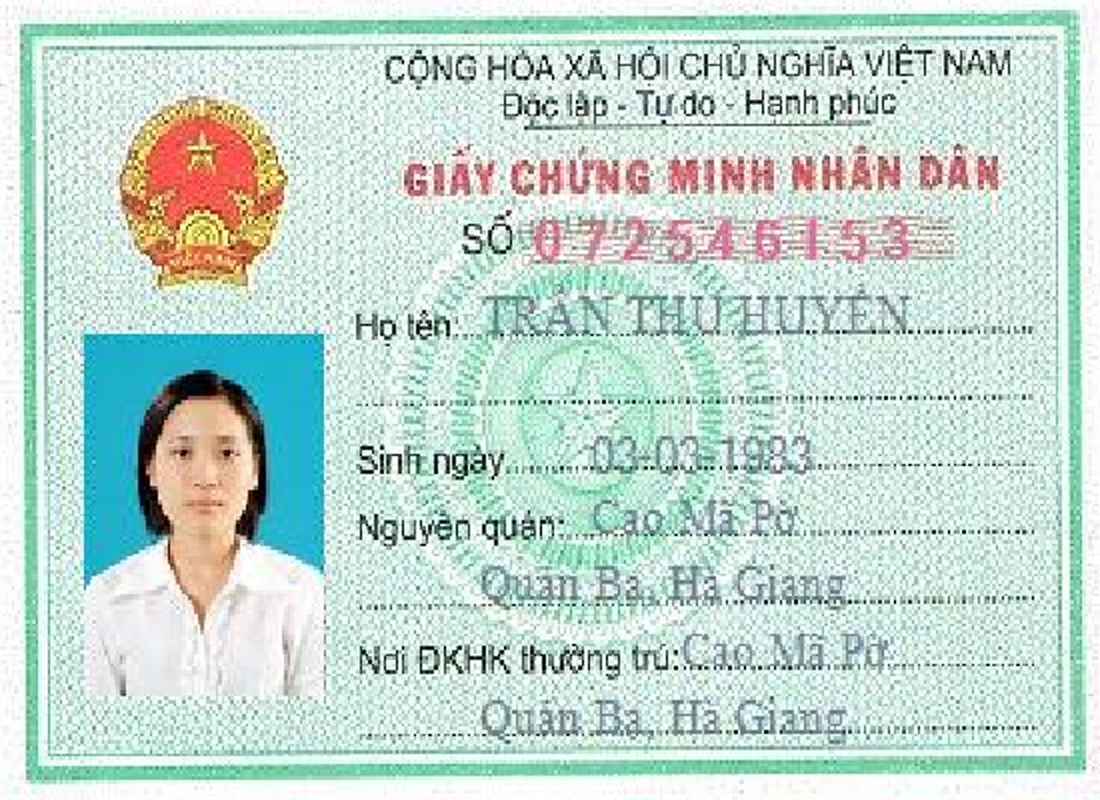 CỘNG HÒA XÃ HỘI CHỦ NGHĨA VIỆT NAM
Độc lập - Tự do - Hạnh phúc
GIẤY CHỨNG MINH NHÂN DÂN
SỐ 072546153
Họ tên: TRẦN THU HUYỀN
Sinh ngày 03-03-1983
Nguyên quán: Cao Mã Pờ
Quản Bạ, Hà Giang
Nơi ĐKHK thường trú: Cao Mã Pờ
Quản Bạ, Hà Giang